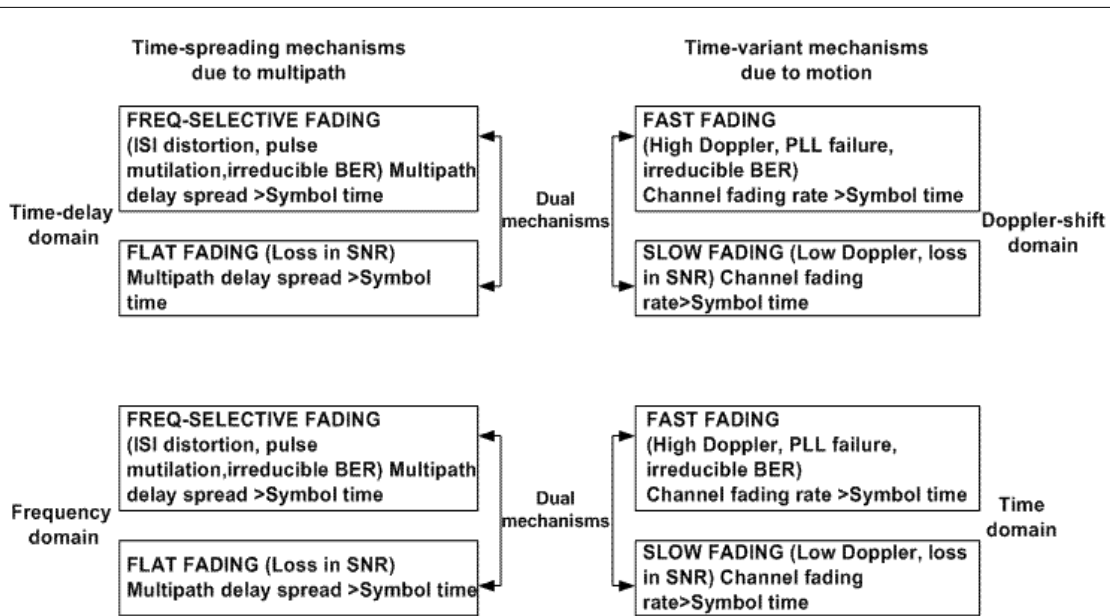 Time-spreading mechanisms
due to multipath
Time-variant mechanisms
due to motion
FREQ-SELECTIVE FADING
(ISI distortion, pulse
mutilation,irreducible BER) Multipath
delay spread >Symbol time
FAST FADING
(High Doppler, PLL failure,
irreducible BER)
Channel fading rate >Symbol time
Time-delay
domain
Dual
mechanisms
Doppler-shift
domain
FLAT FADING (Loss in SNR)
Multipath delay spread >Symbol
time
SLOW FADING (Low Doppler, loss
in SNR) Channel fading
rate>Symbol time
FREQ-SELECTIVE FADING
(ISI distortion, pulse
mutilation,irreducible BER) Multipath
delay spread >Symbol time
FAST FADING
(High Doppler, PLL failure,
irreducible BER)
Channel fading rate >Symbol time
Frequency
domain
Dual
mechanisms
Time
domain
FLAT FADING (Loss in SNR)
Multipath delay spread >Symbol time
SLOW FADING (Low Doppler, loss
in SNR) Channel fading
rate>Symbol time